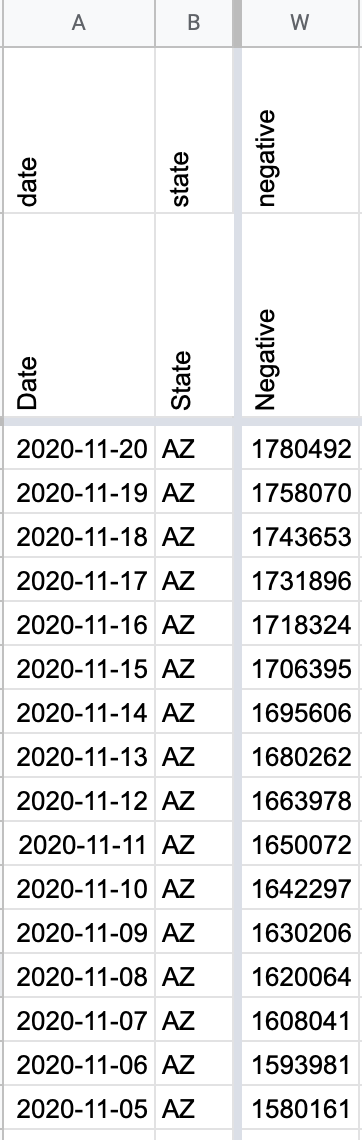 A B W
date state negative
Date State Negative
2020-11-20 AZ 1780492
2020-11-19 AZ 1758070
2020-11-18 AZ 1743653
2020-11-17 AZ 1731896
2020-11-16 AZ 1718324
2020-11-15 AZ 1706395
2020-11-14 AZ 1695606
2020-11-13 AZ 1680262
2020-11-12 AZ 1663978
2020-11-11 AZ 1650072
2020-11-10 AZ 1642297
2020-11-09 AZ 1630206
2020-11-08 AZ 1620064
2020-11-07 AZ 1608041
2020-11-06 AZ 1593981
2020-11-05 AZ 1580161